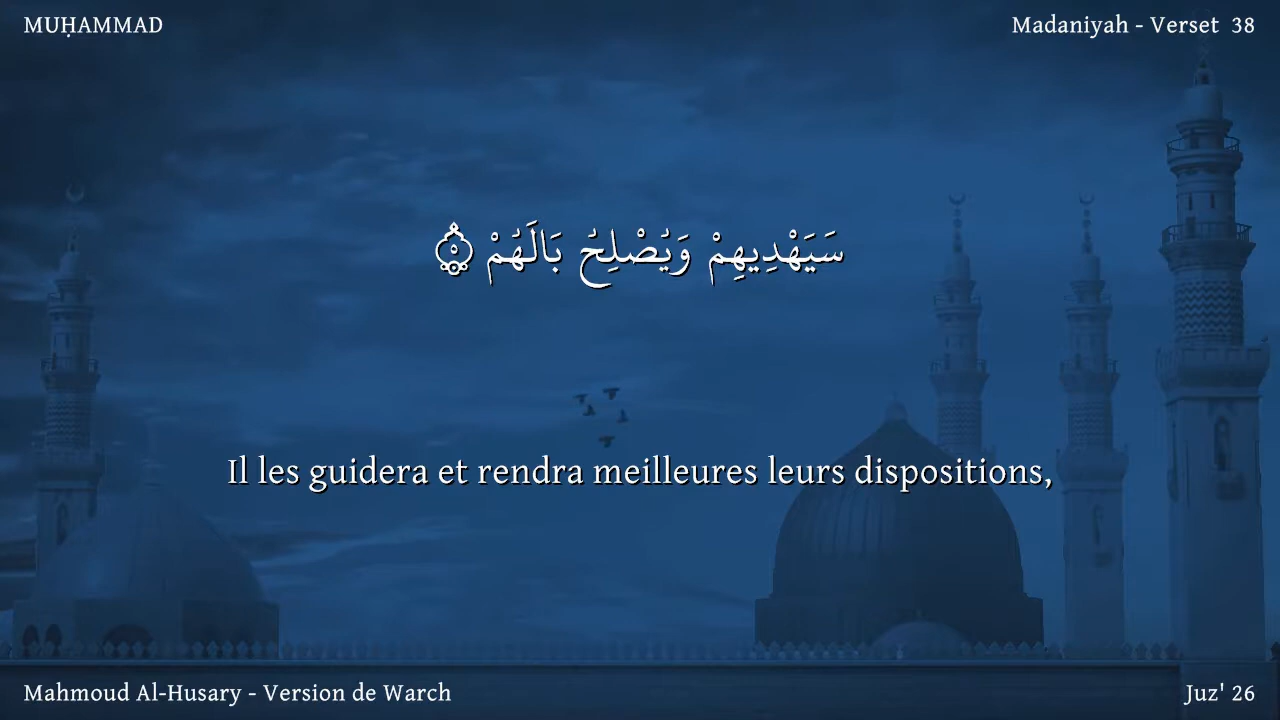 MUḤAMMAD
Madaniyah - Verset 38
سَيَهْدِيهِمْ وَيُصْلِحُ بَالَهُمْ ۝٥
Il les guidera et rendra meilleures leurs dispositions,
Mahmoud Al-Husary - Version de Warch
Juz' 26